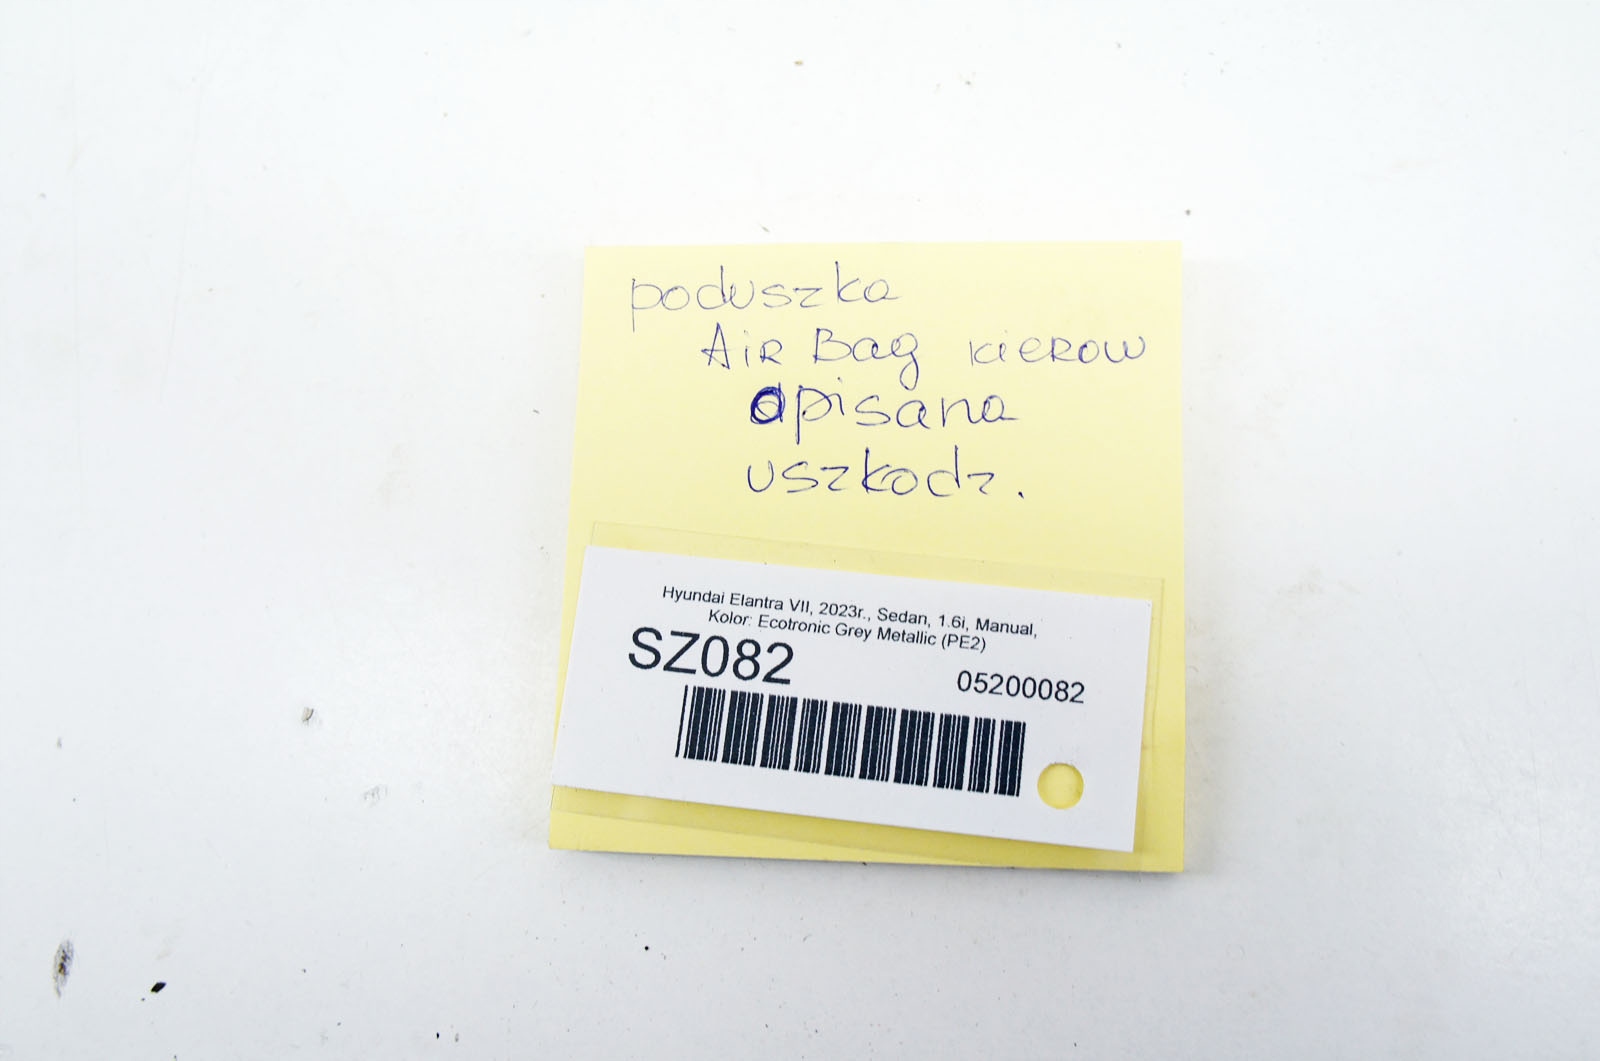 poduszka
AiR Bag kiERow
Opisana
uszkodz.
Hyundai Elantra VII, 2023r., Sedan, 1.6i, Manual,
Kolor: Ecotronic Grey Metallic (PE2)
SZ082
05200082